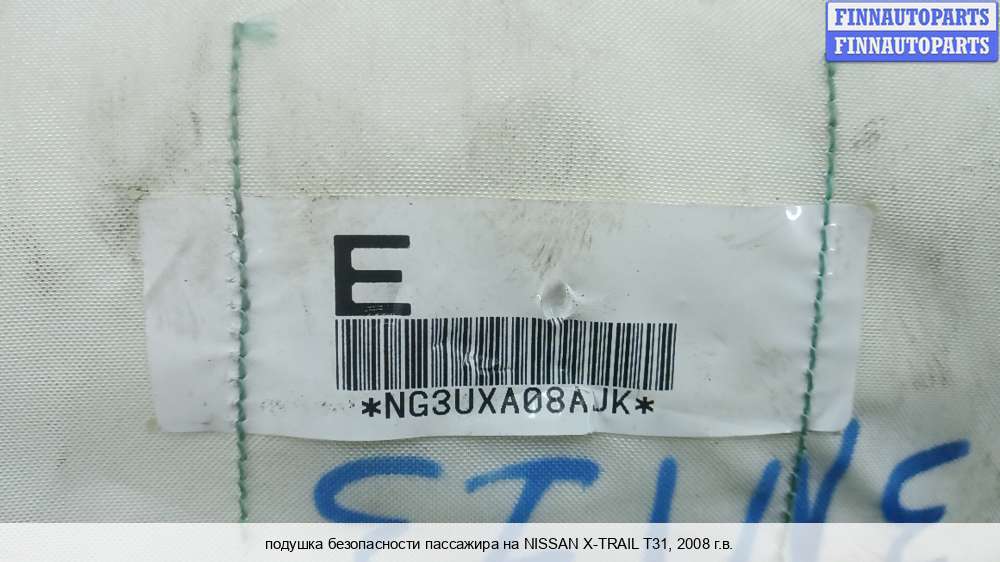 FINNAUTOPARTS
FINNAUTOPARTS
E
*NG3UXA08AJK*
подушка безопасности пассажира на NISSAN X-TRAIL T31, 2008 г.в.